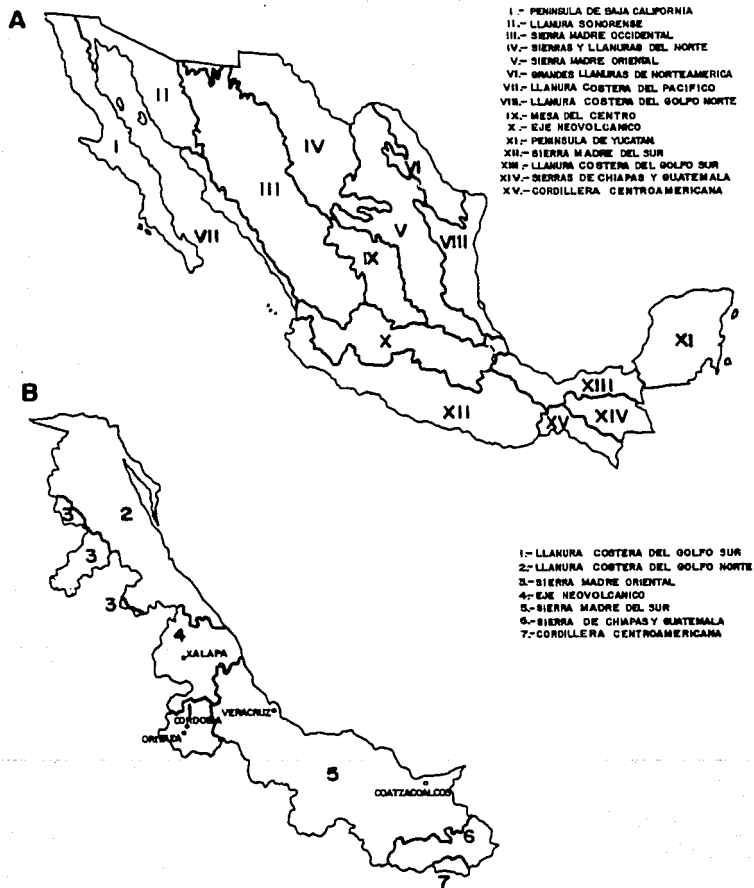 A
I.- PENINSULA DE BAJA CALIFORNIA
II.- LLANURA SONORENSE
III.- SIERRA MADRE OCCIDENTAL
IV.- SIERRAS Y LLANURAS DEL NORTE
V.- SIERRA MADRE ORIENTAL
VI.- GRANDES LLANURAS DE NORTEAMERICA
VII.- LLANURA COSTERA DEL PACIFICO
VIII.- LLANURA COSTERA DEL GOLFO NORTE
IX.- MESA DEL CENTRO
X.- EJE NEOVOLCANICO
XI.- PENINSULA DE YUCATAN
XII.- SIERRA MADRE DEL SUR
XIII.- LLANURA COSTERA DEL GOLFO SUR
XIV.- SIERRAS DE CHIAPAS Y GUATEMALA
XV.- CORDILLERA CENTROAMERICANA
II
I
IV
VI
III
V
VII
VIII
IX
X
XI
XIII
XII
XV
XIV
B
2
3
3
3
4
XALAPA
1
VERACRUZ
CORDOBA
ORIZABA
5
COATZACOALCOS
6
7
1.- LLANURA COSTERA DEL GOLFO SUR
2.- LLANURA COSTERA DEL GOLFO NORTE
3.- SIERRA MADRE ORIENTAL
4.- EJE NEOVOLCANICO
5.- SIERRA MADRE DEL SUR
6.- SIERRA DE CHIAPAS Y GUATEMALA
7.- CORDILLERA CENTROAMERICANA